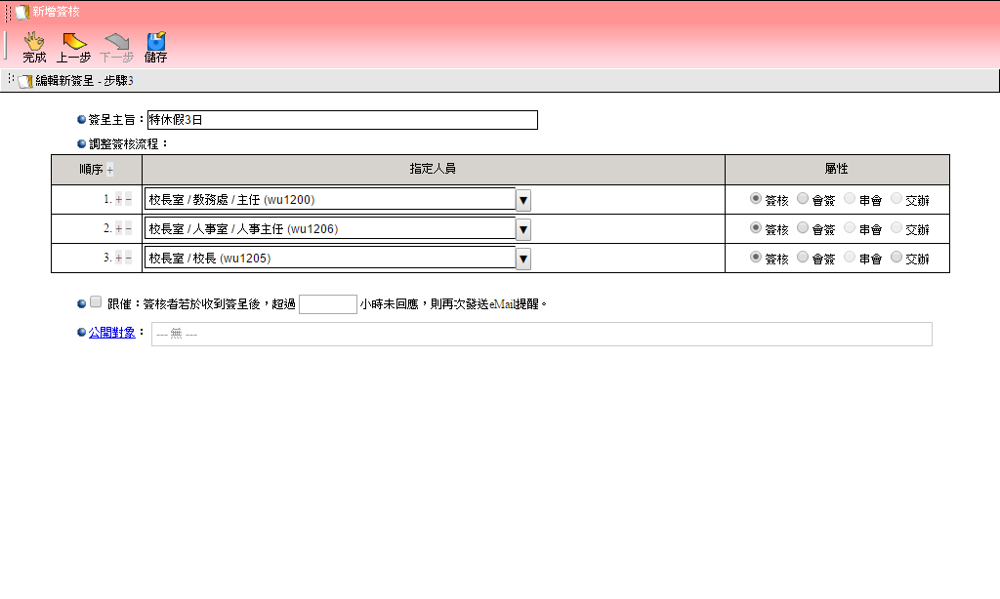 新增簽核
完成 上一步 下一步 儲存
編輯新簽呈 - 步驟3
簽呈主旨： 特休假3日
調整簽核流程：
順序 + 指定人員 屬性
1. + − 校長室 / 教務處 / 主任 (wu1200) ▼ 簽核 會簽 串會 交辦
2. + − 校長室 / 人事室 / 人事主任 (wu1206) ▼ 簽核 會簽 串會 交辦
3. + − 校長室 / 校長 (wu1205) ▼ 簽核 會簽 串會 交辦
跟催：簽核者若於收到簽呈後，超過 小時未回應，則再次發送eMail提醒。
公開對象： --- 無 ---